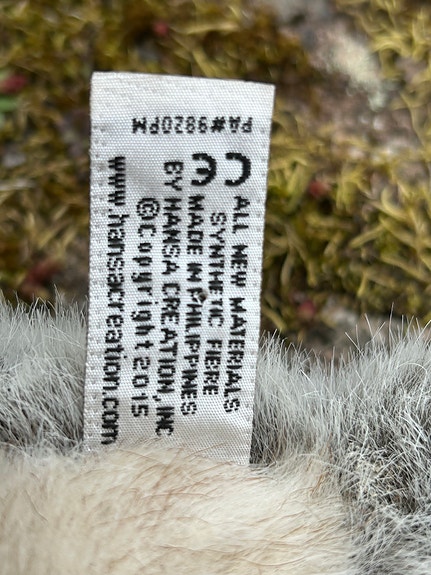 PA#9820PM
CE
ALL NEW MATERIALS
SYNTHETIC FIBRE
MADE IN PHILIPPINES
BY HANSA CREATION, INC
©Copyright 2015
www.hansacreation.com